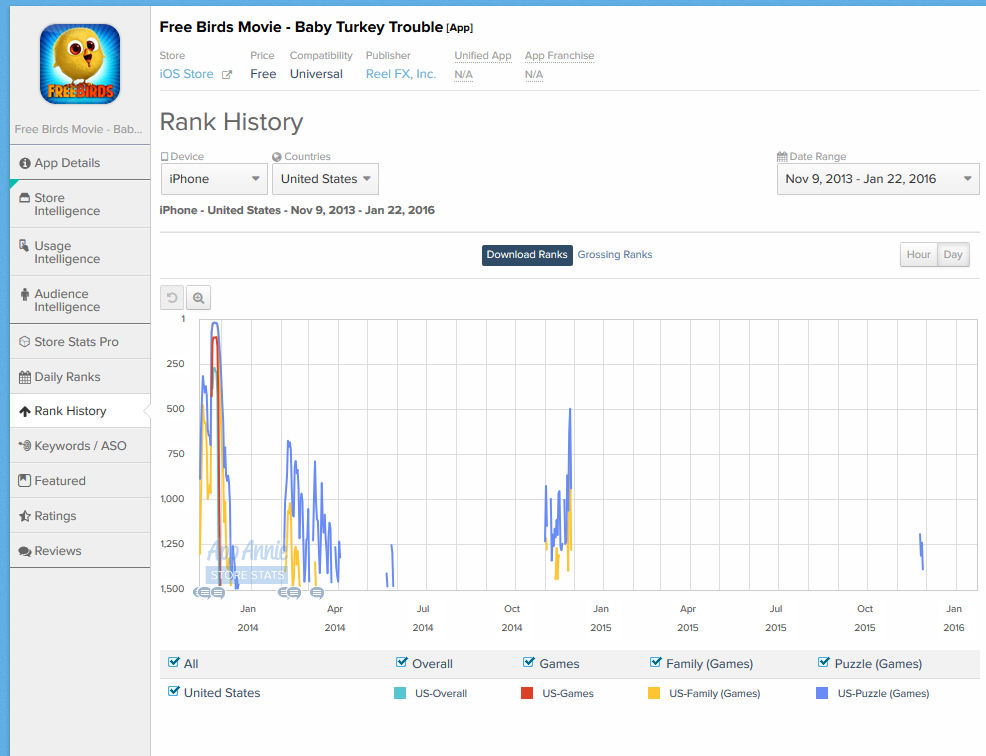 Free Birds Movie - Baby Turkey Trouble [App]
Store Price Compatibility Publisher Unified App App Franchise
iOS Store Free Universal Reel FX, Inc. N/A N/A
FREE BIRDS
Free Birds Movie - Bab...
App Details
Store
Intelligence
Usage
Intelligence
Audience
Intelligence
Store Stats Pro
Daily Ranks
Rank History
Keywords / ASO
Featured
Ratings
Reviews
Rank History
Device Countries Date Range
iPhone United States Nov 9, 2013 - Jan 22, 2016
iPhone - United States - Nov 9, 2013 - Jan 22, 2016
Download Ranks Grossing Ranks Hour Day
1
250
500
750
1,000
1,250
1,500
App Annie
STORE STATS
Jan Apr Jul Oct Jan Apr Jul Oct Jan
2014 2014 2014 2014 2015 2015 2015 2015 2016
All Overall Games Family (Games) Puzzle (Games)
United States US-Overall US-Games US-Family (Games) US-Puzzle (Games)